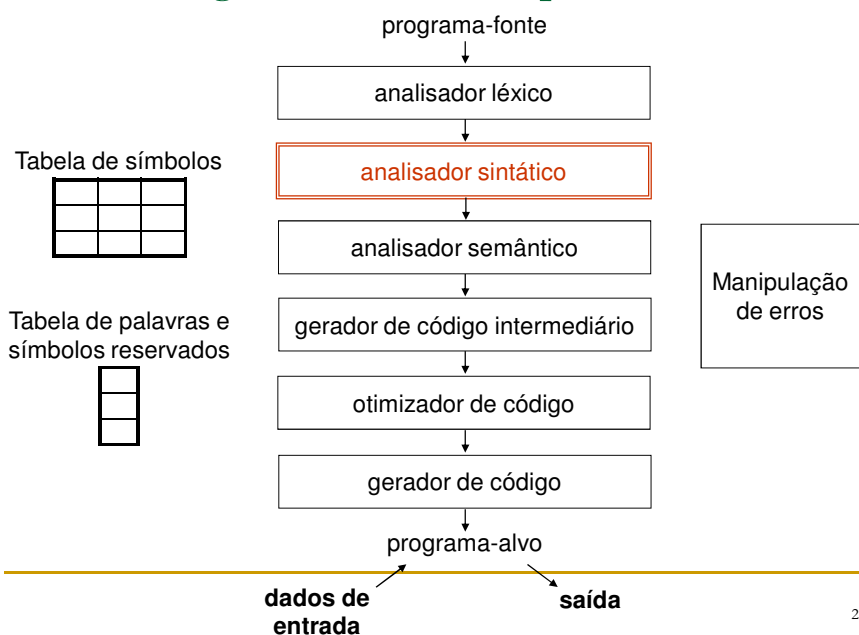 programa-fonte
analisador léxico
Tabela de símbolos
analisador sintático
analisador semântico
Manipulação
de erros
Tabela de palavras e
símbolos reservados
gerador de código intermediário
otimizador de código
gerador de código
programa-alvo
dados de
entrada
saída
2